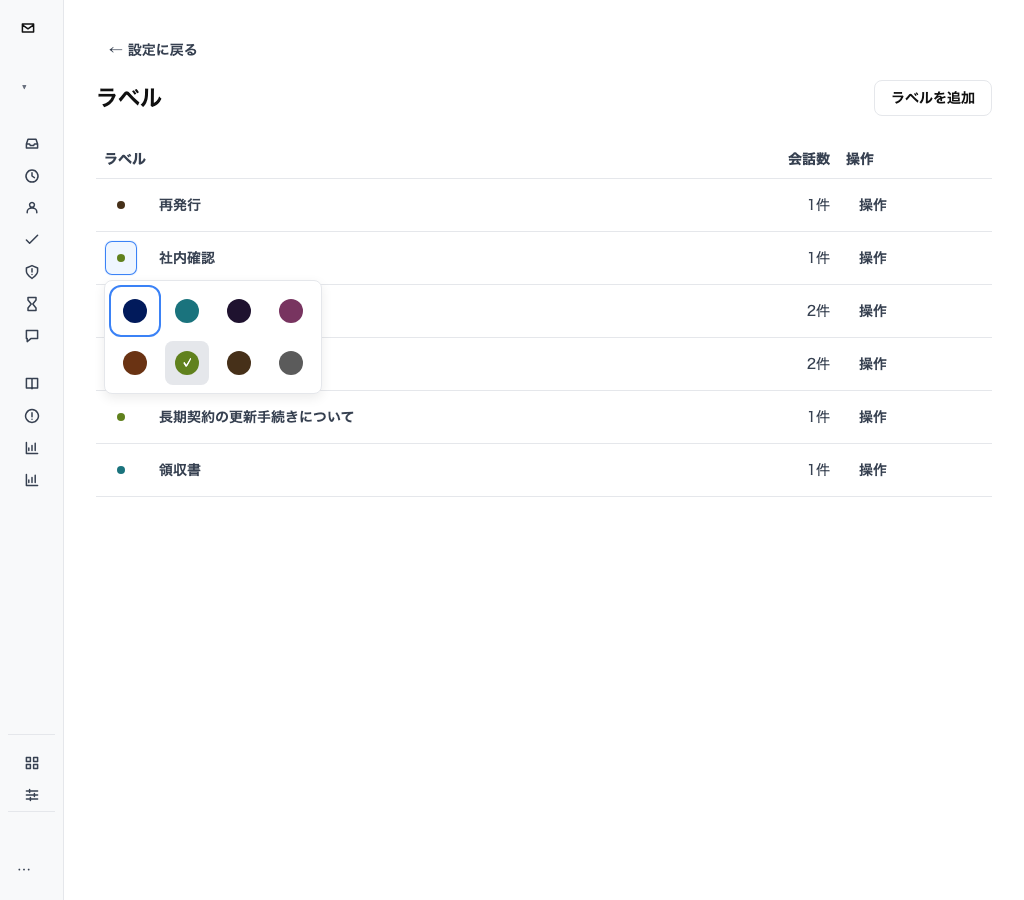 ← 設定に戻る
ラベル
ラベルを追加
ラベル 会話数 操作
再発行 1件 操作
社内確認 1件 操作
2件 操作
2件 操作
長期契約の更新手続きについて 1件 操作
領収書 1件 操作